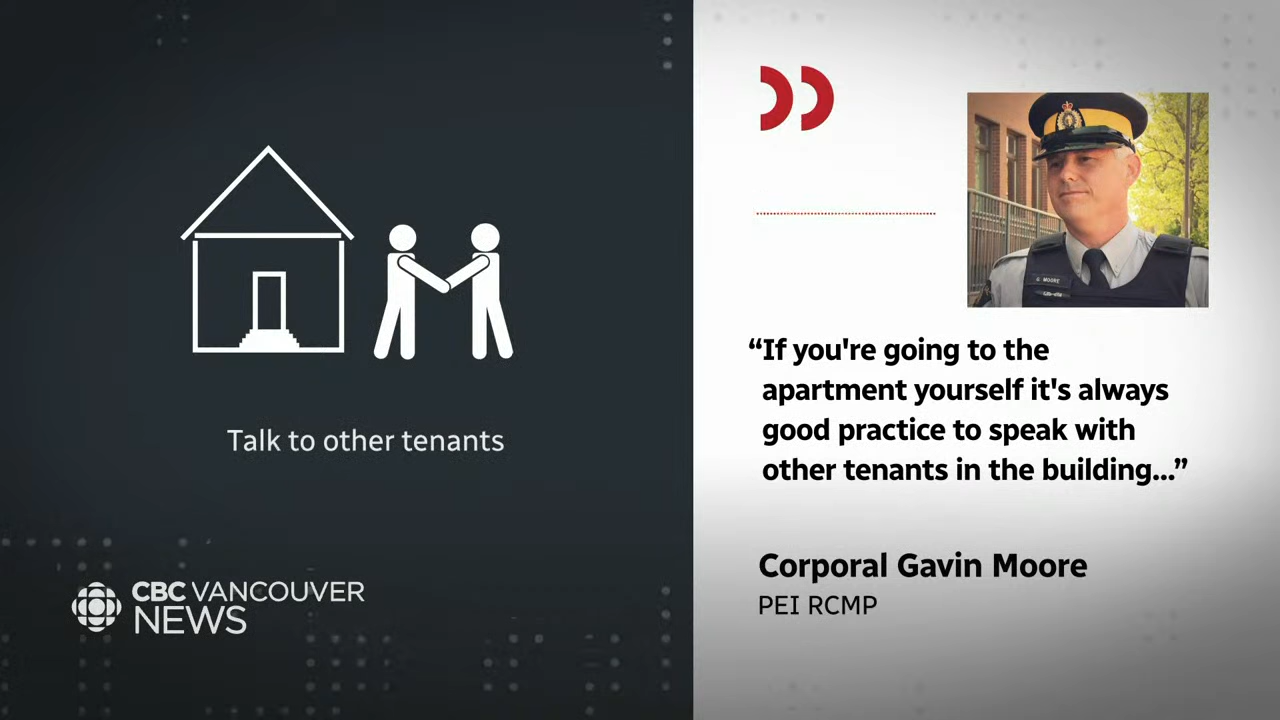 Talk to other tenants
CBC VANCOUVER
NEWS
G. MOORE
“If you're going to the
apartment yourself it's always
good practice to speak with
other tenants in the building...”
Corporal Gavin Moore
PEI RCMP